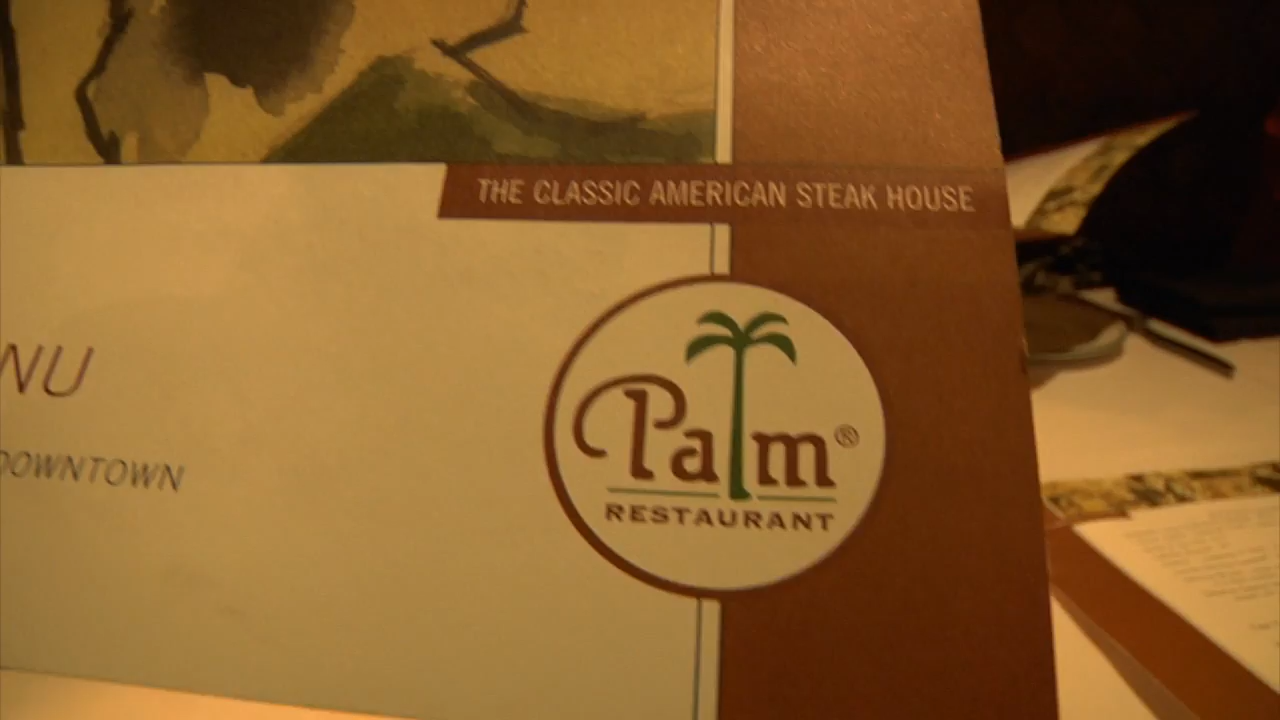 THE CLASSIC AMERICAN STEAK HOUSE
NU
DOWNTOWN
Palm®
RESTAURANT